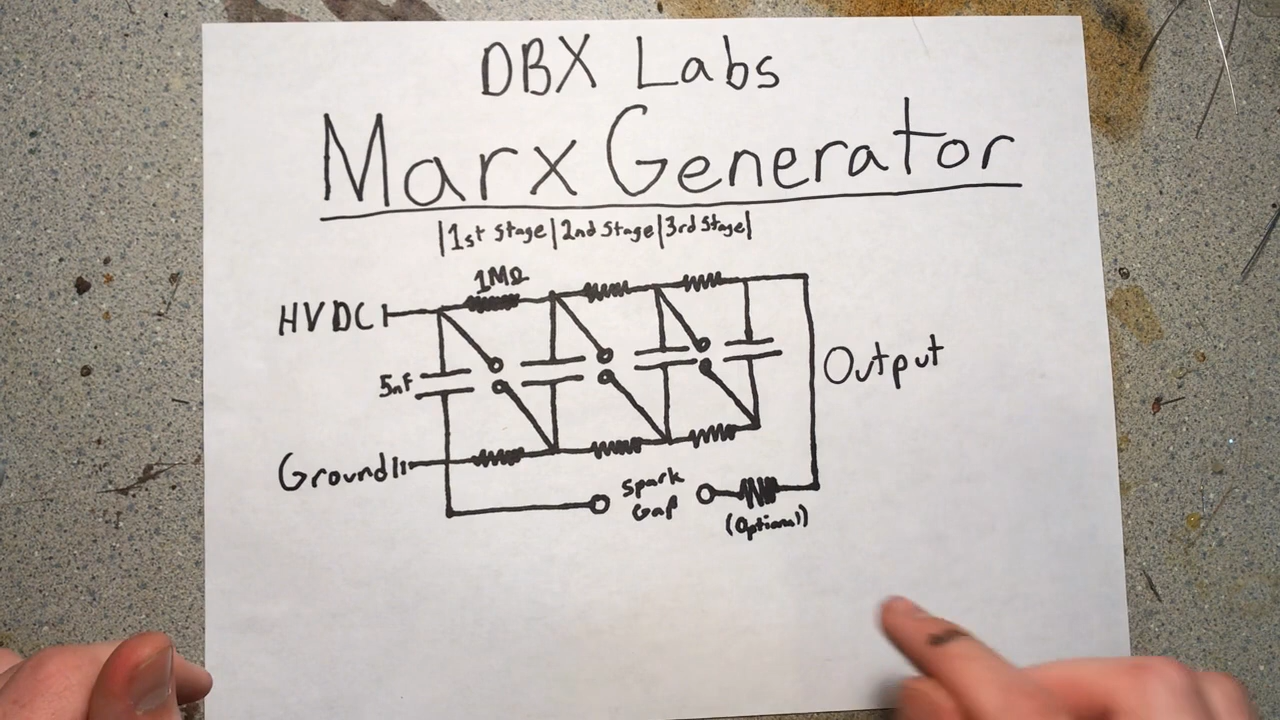 DBX Labs
Marx Generator
|1st Stage|2nd Stage|3rd Stage|
1MΩ
HVDC
5nF
Output
Ground
Spark
Gap
(Optional)